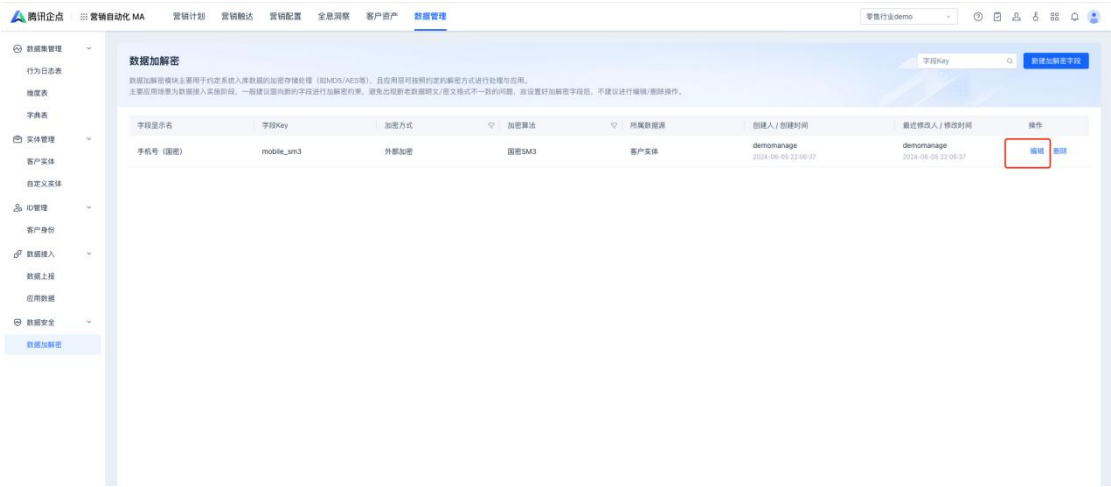 腾讯企点 营销自动化 MA 营销计划 营销触达 营销配置 全息洞察 客户资产 数据管理 零售行业demo
数据集管理
行为日志表
维度表
字典表
实体管理
客户实体
自定义实体
ID管理
客户身份
数据接入
数据上报
应用数据
数据安全
数据加解密
数据加解密
字段Key
新建加解密字段
数据加解密模块主要用于约定系统入库数据的加密存储处理（如MD5/AES等），且应用层可按照约定的解密方式进行处理与应用。
主要应用场景为数据接入实施阶段，一般建议面向新的字段进行加解密约束，避免出现新老数据明文/密文格式不一致的问题，故设置好加解密字段后，不建议进行编辑/删除操作。
字段显示名 字段Key 加密方式 加密算法 所属数据源 创建人 / 创建时间 最近修改人 / 修改时间 操作
手机号（国密） mobile_sm3 外部加密 国密SM3 客户实体 demomanage demomanage 编辑 删除
2024-06-05 22:06:37 2024-06-05 22:06:37